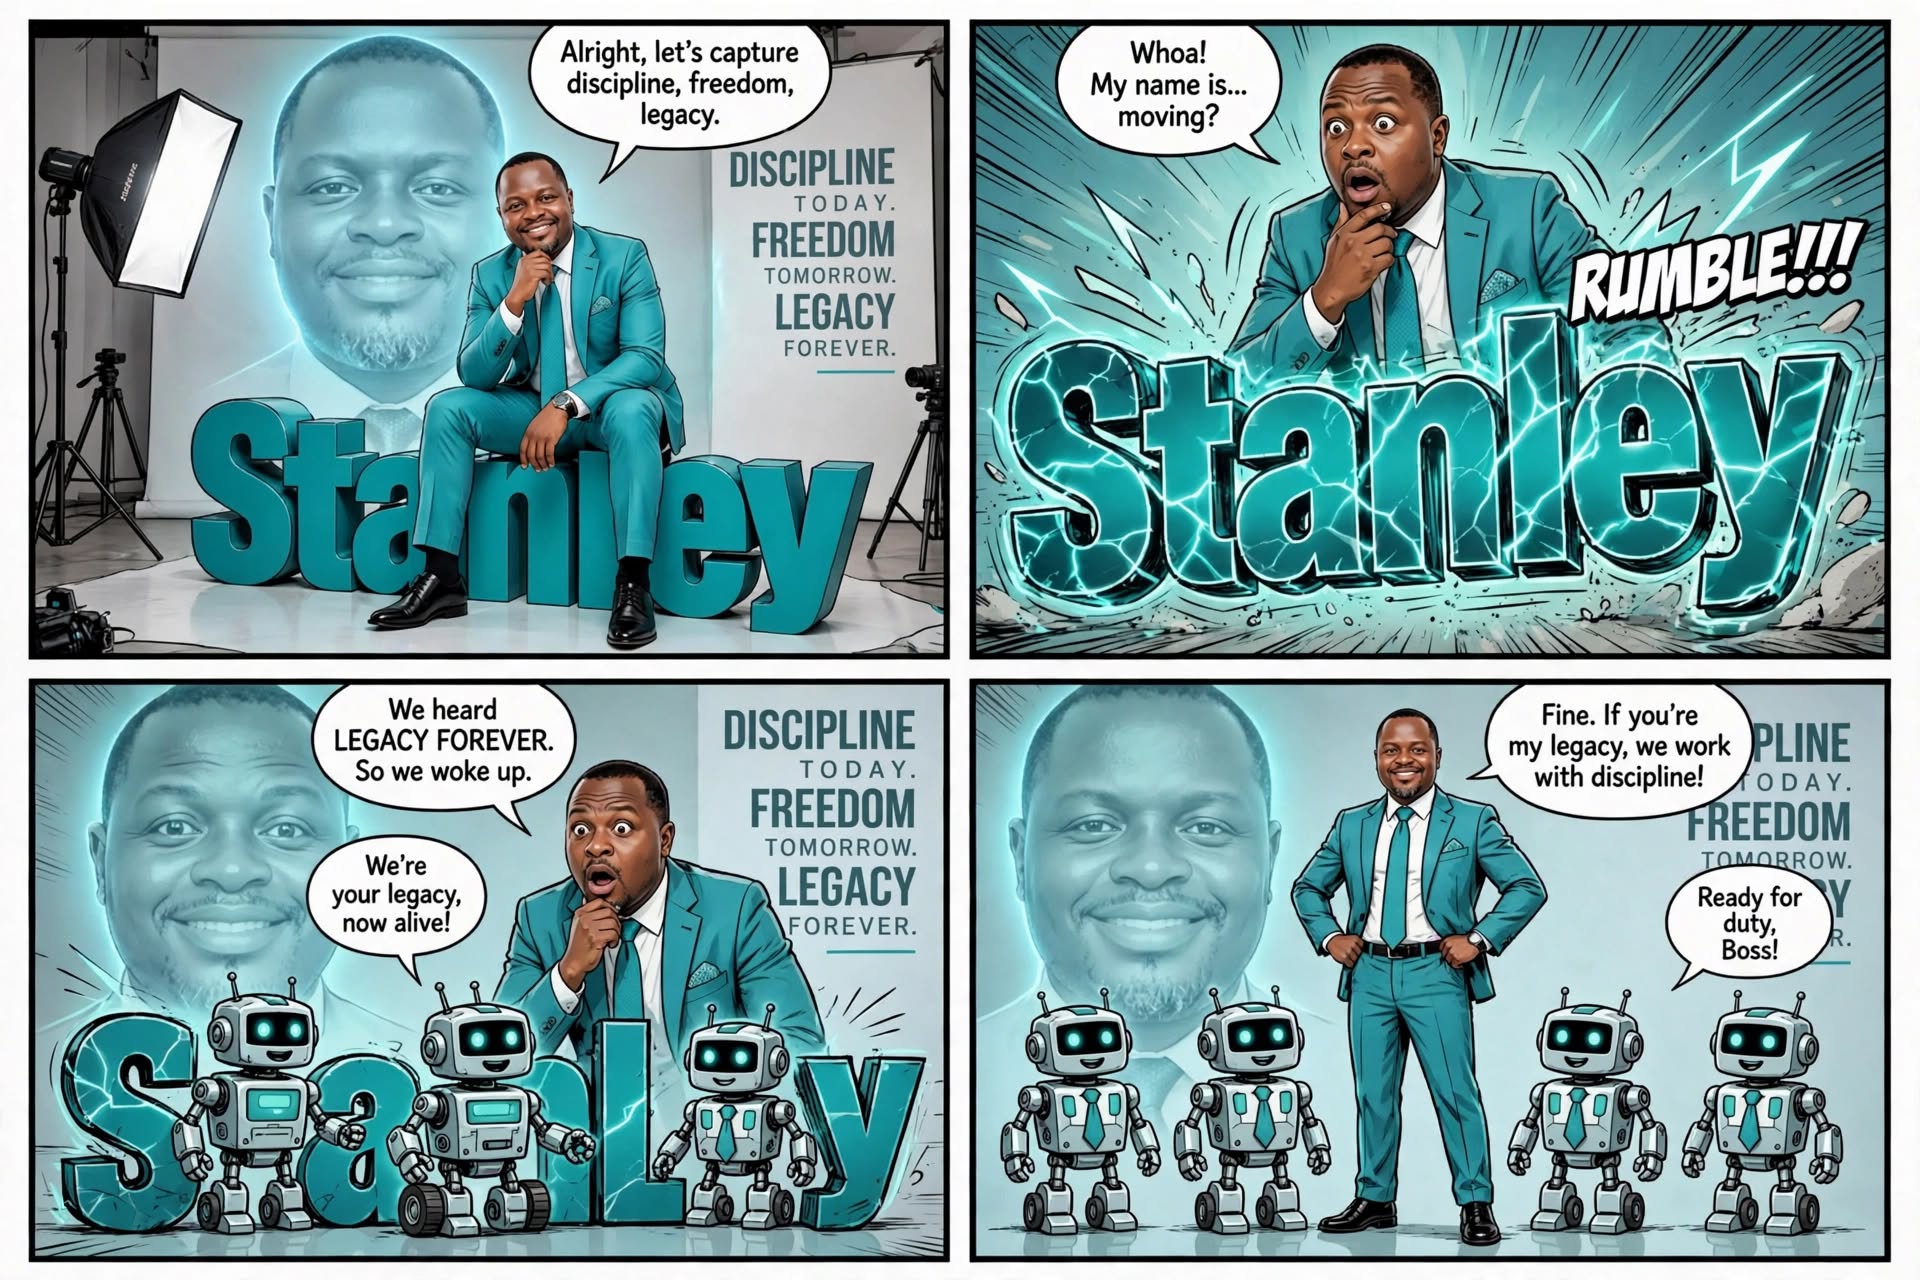 Alright, let's capture
discipline, freedom,
legacy.
DISCIPLINE
TODAY.
FREEDOM
TOMORROW.
LEGACY
FOREVER.
Stanley
Whoa!
My name is...
moving?
RUMBLE!!!
Stanley
We heard
LEGACY FOREVER.
So we woke up.
We're
your legacy,
now alive!
DISCIPLINE
TODAY.
FREEDOM
TOMORROW.
LEGACY
FOREVER.
S a n L y
Fine. If you're
my legacy, we work
with discipline!
PLINE
TODAY.
FREEDOM
TOMORROW.
Y
R.
Ready for
duty,
Boss!